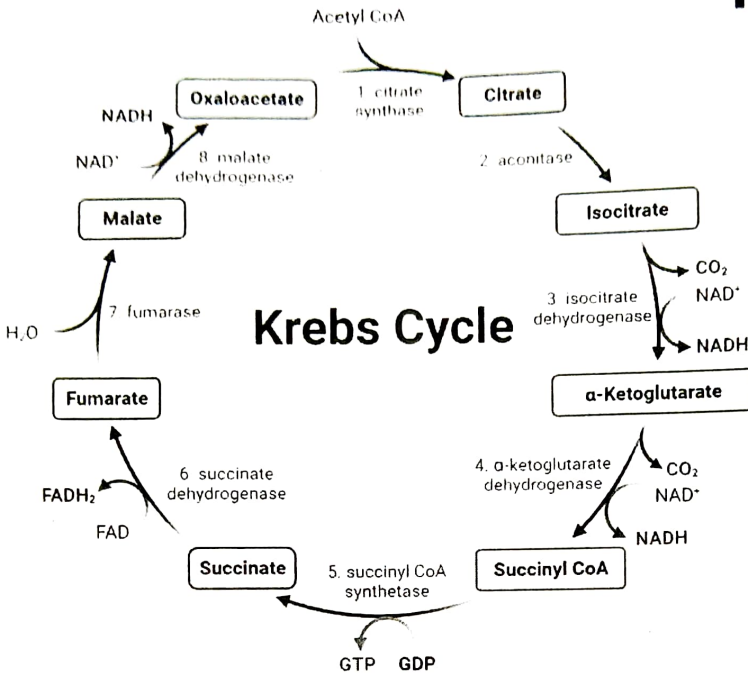 Acetyl CoA
Oxaloacetate
1 citrate
synthase
Citrate
NADH
NAD⁺
8 malate
dehydrogenase
2 aconitase
Malate
Isocitrate
CO₂
NAD⁺
3 isocitrate
dehydrogenase
NADH
7 fumarase
H₂O
Krebs Cycle
Fumarate
α-Ketoglutarate
6 succinate
dehydrogenase
FADH₂
FAD
4. α-ketoglutarate
dehydrogenase
CO₂
NAD⁺
NADH
Succinate
5. succinyl CoA
synthetase
Succinyl CoA
GTP GDP